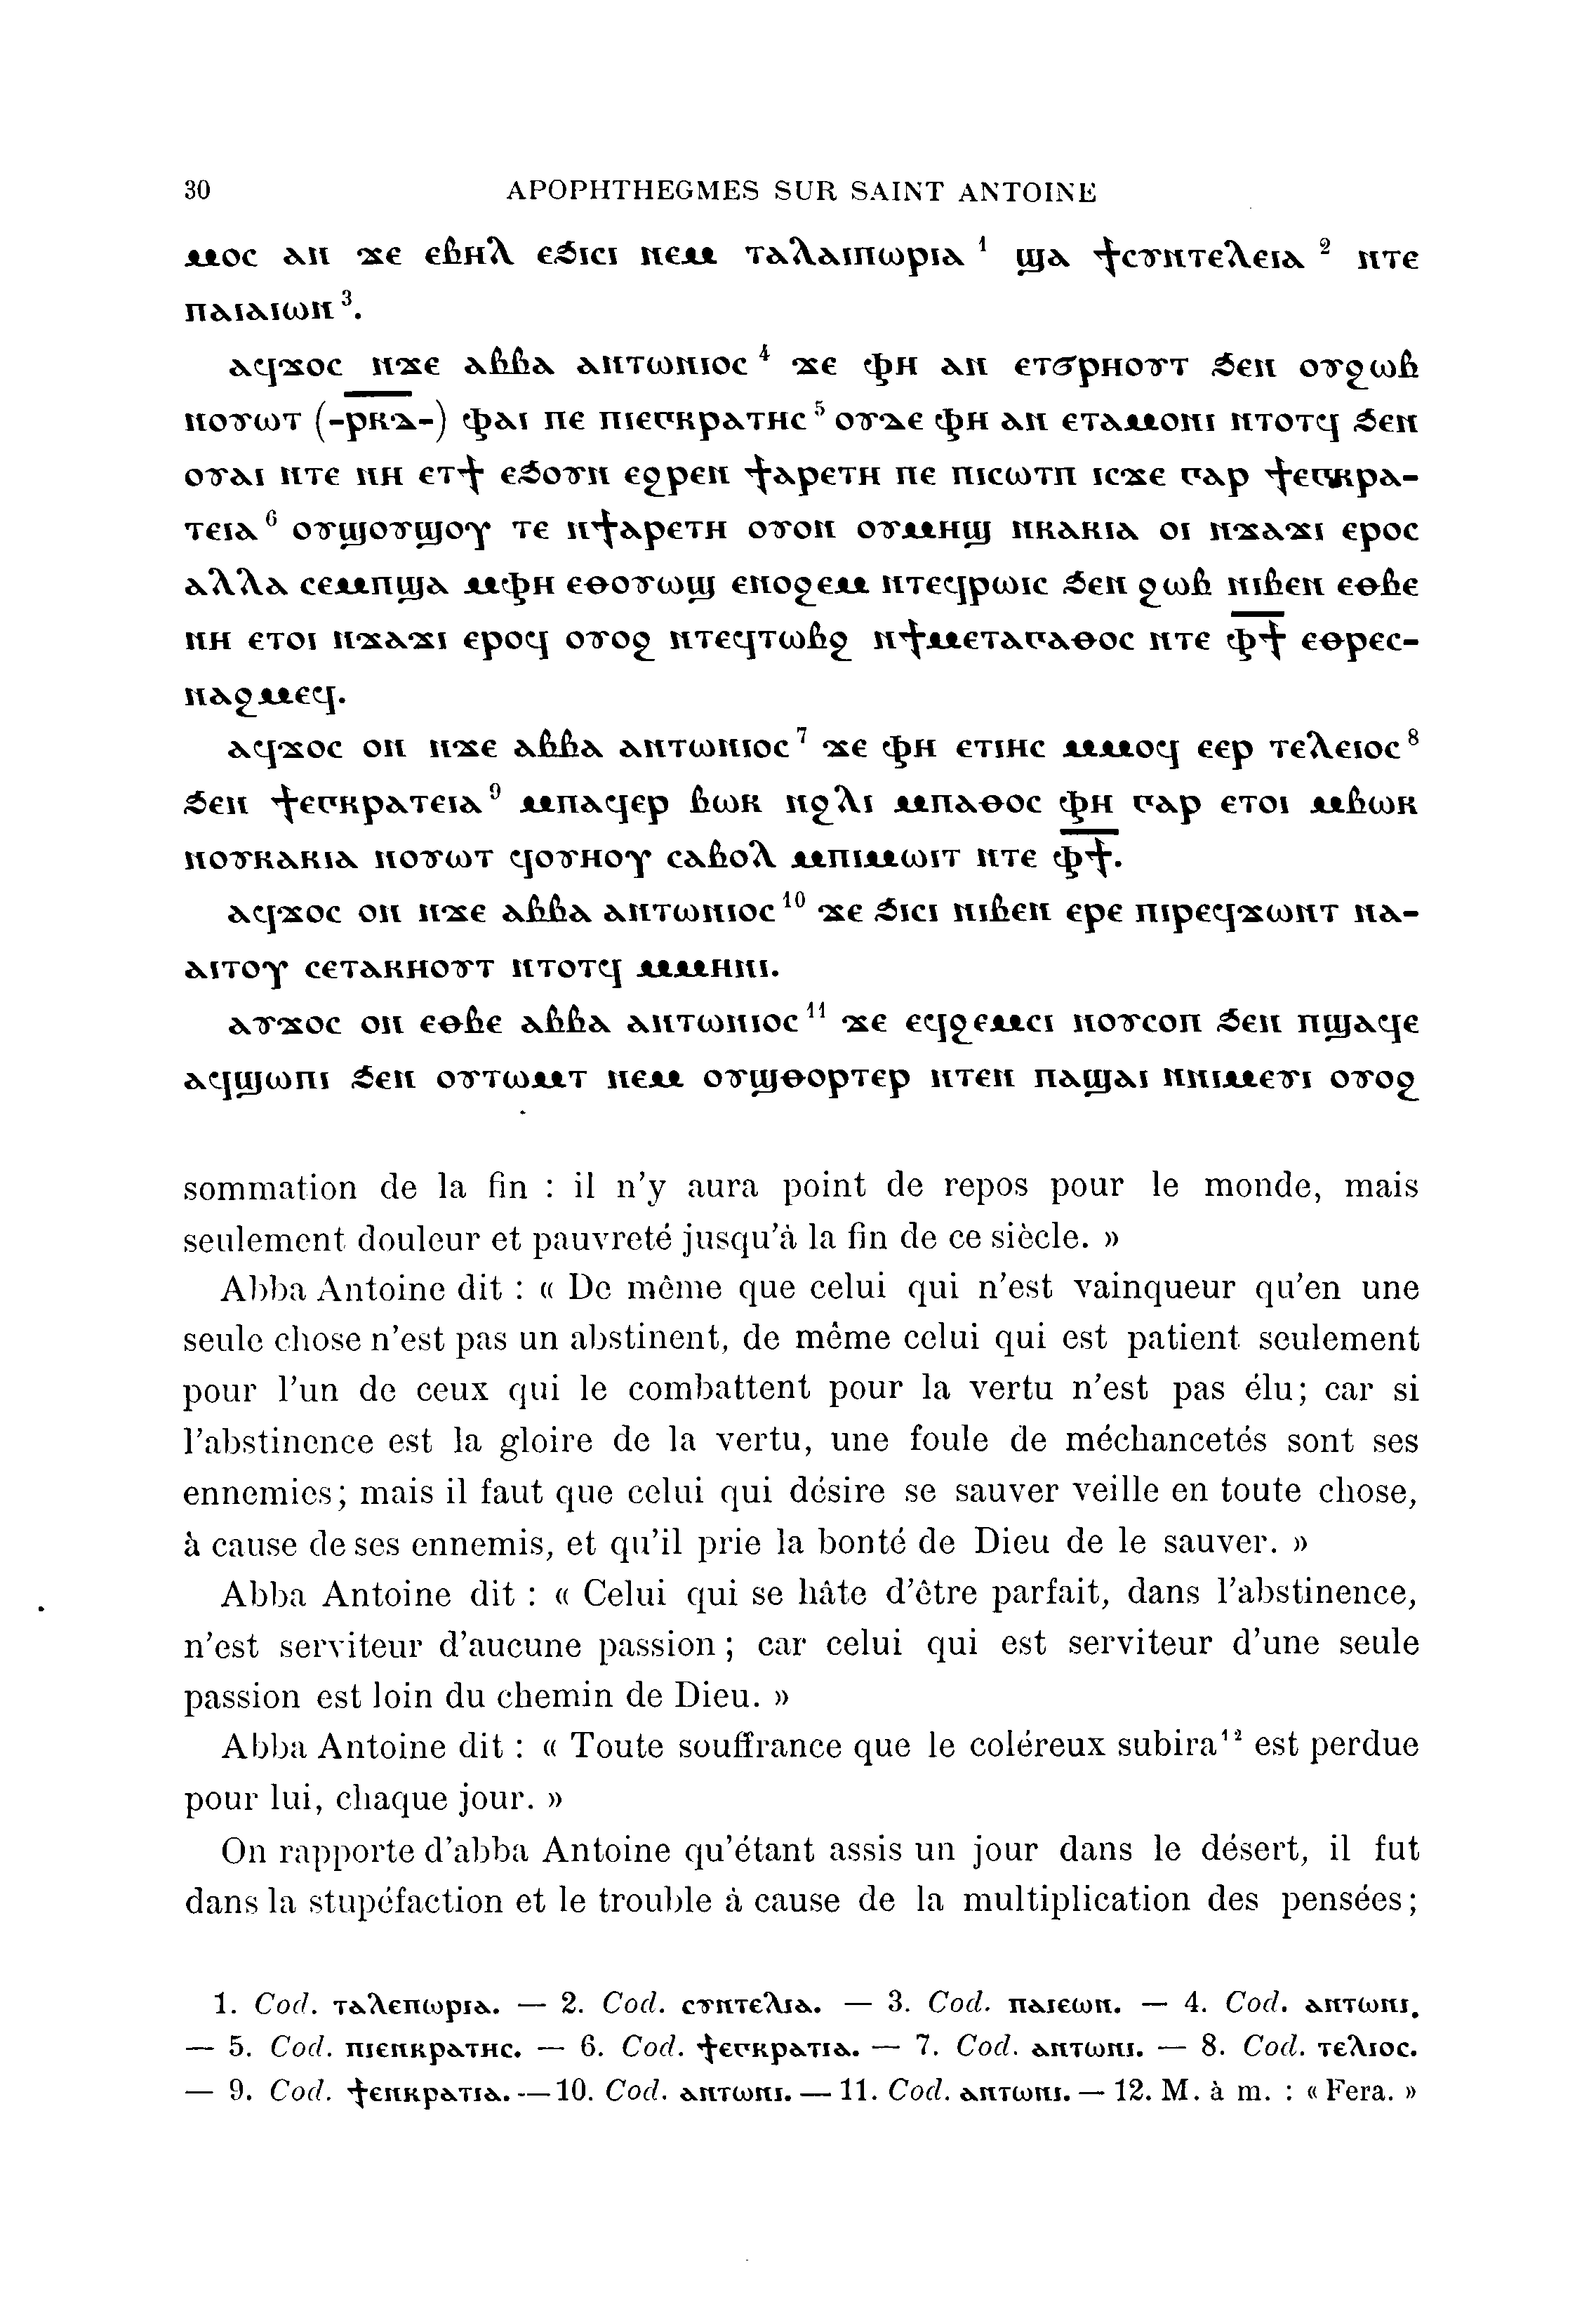 30 APOPHTHEGMES SUR SAINT ANTOINE
ⲙⲟⲥ ⲁⲛ ϫⲉ ⲉⲃⲏⲗ ⲉϧⲓⲥⲓ ⲛⲉⲙ ⲧⲁⲗⲁⲓⲡⲱⲣⲓⲁ ¹ ϣⲁ ϯⲥⲩⲛⲧⲉⲗⲉⲓⲁ ² ⲛⲧⲉ
ⲡⲁⲓⲁⲓⲱⲛ ³.
ⲁϥϫⲟⲥ ⲛϫⲉ ⲁⲃⲃⲁ ⲁⲛⲧⲱⲛⲓⲟⲥ ⁴ ϫⲉ ⲫⲏ ⲁⲛ ⲉⲧϭⲣⲏⲟⲩⲧ ϧⲉⲛ ⲟⲩϩⲱⲃ
ⲛⲟⲩⲱⲧ (-ⲣ̅ⲕ̅ⲇ̅-) ⲫⲁⲓ ⲡⲉ ⲡⲓⲉⲅⲕⲣⲁⲧⲏⲥ ⁵ ⲟⲩⲇⲉ ⲫⲏ ⲁⲛ ⲉⲧⲁⲙⲟⲛⲓ ⲛⲧⲟⲧϥ ϧⲉⲛ
ⲟⲩⲁⲓ ⲛⲧⲉ ⲛⲏ ⲉⲧϯ ⲉϧⲟⲩⲛ ⲉϩⲣⲉⲛ ϯⲁⲣⲉⲧⲏ ⲡⲉ ⲡⲓⲥⲱⲧⲡ ⲓⲥϫⲉ ⲅⲁⲣ ϯⲉⲅⲕⲣⲁ-
ⲧⲉⲓⲁ ⁶ ⲟⲩϣⲟⲩϣⲟⲩ ⲧⲉ ⲛϯⲁⲣⲉⲧⲏ ⲟⲩⲟⲛ ⲟⲩⲙⲏϣ ⲛⲕⲁⲕⲓⲁ ⲟⲓ ⲛϫⲁϫⲓ ⲉⲣⲟⲥ
ⲁⲗⲗⲁ ⲥⲉⲙⲡϣⲁ ⲙⲫⲏ ⲉⲑⲟⲩⲱϣ ⲉⲛⲟϩⲉⲙ ⲛⲧⲉϥⲣⲱⲓⲥ ϧⲉⲛ ϩⲱⲃ ⲛⲓⲃⲉⲛ ⲉⲑⲃⲉ
ⲛⲏ ⲉⲧⲟⲓ ⲛϫⲁϫⲓ ⲉⲣⲟϥ ⲟⲩⲟϩ ⲛⲧⲉϥⲧⲱⲃϩ ⲛϯⲙⲉⲧⲁⲅⲁⲑⲟⲥ ⲛⲧⲉ ⲫ̅ϯ̅ ⲉⲑⲣⲉⲥ-
ⲛⲁϩⲙⲉϥ.
ⲁϥϫⲟⲥ ⲟⲛ ⲛϫⲉ ⲁⲃⲃⲁ ⲁⲛⲧⲱⲛⲓⲟⲥ ⁷ ϫⲉ ⲫⲏ ⲉⲧⲓⲏⲥ ⲙⲙⲟϥ ⲉⲉⲣ ⲧⲉⲗⲉⲓⲟⲥ ⁸
ϧⲉⲛ ϯⲉⲅⲕⲣⲁⲧⲉⲓⲁ ⁹ ⲙⲡⲁϥⲉⲣ ⲃⲱⲕ ⲛϩⲗⲓ ⲙⲡⲁⲑⲟⲥ ⲫⲏ ⲅⲁⲣ ⲉⲧⲟⲓ ⲙⲃⲱⲕ
ⲛⲟⲩⲕⲁⲕⲓⲁ ⲛⲟⲩⲱⲧ ϥⲟⲩⲏⲟⲩ ⲥⲁⲃⲟⲗ ⲙⲡⲓⲙⲱⲓⲧ ⲛⲧⲉ ⲫ̅ϯ̅.
ⲁϥϫⲟⲥ ⲟⲛ ⲛϫⲉ ⲁⲃⲃⲁ ⲁⲛⲧⲱⲛⲓⲟⲥ ¹⁰ ϫⲉ ϧⲓⲥⲓ ⲛⲓⲃⲉⲛ ⲉⲣⲉ ⲡⲓⲣⲉϥϫⲱⲛⲧ ⲛⲁ-
ⲁⲓⲧⲟⲩ ⲥⲉⲧⲁⲕⲏⲟⲩⲧ ⲛⲧⲟⲧϥ ⲙⲙⲏⲛⲓ.
ⲁⲩϫⲟⲥ ⲟⲛ ⲉⲑⲃⲉ ⲁⲃⲃⲁ ⲁⲛⲧⲱⲛⲓⲟⲥ ¹¹ ϫⲉ ⲉϥϩⲉⲙⲥⲓ ⲛⲟⲩⲥⲟⲡ ϧⲉⲛ ⲡϣⲁϥⲉ
ⲁϥϣⲱⲡⲓ ϧⲉⲛ ⲟⲩⲧⲱⲙⲧ ⲛⲉⲙ ⲟⲩϣⲑⲟⲣⲧⲉⲣ ⲛⲧⲉⲛ ⲡⲁϣⲁⲓ ⲛⲛⲓⲙⲉⲩⲓ ⲟⲩⲟϩ
sommation de la fin : il n'y aura point de repos pour le monde, mais
seulement douleur et pauvreté jusqu'à la fin de ce siècle. »
Abba Antoine dit : « De même que celui qui n'est vainqueur qu'en une
seule chose n'est pas un abstinent, de même celui qui est patient seulement
pour l'un de ceux qui le combattent pour la vertu n'est pas élu; car si
l'abstinence est la gloire de la vertu, une foule de méchancetés sont ses
ennemies; mais il faut que celui qui désire se sauver veille en toute chose,
à cause de ses ennemis, et qu'il prie la bonté de Dieu de le sauver. »
Abba Antoine dit : « Celui qui se hâte d'être parfait, dans l'abstinence,
n'est serviteur d'aucune passion ; car celui qui est serviteur d'une seule
passion est loin du chemin de Dieu. »
Abba Antoine dit : « Toute souffrance que le coléreux subira¹² est perdue
pour lui, chaque jour. »
On rapporte d'abba Antoine qu'étant assis un jour dans le désert, il fut
dans la stupéfaction et le trouble à cause de la multiplication des pensées;
1. Cod. ⲧⲁⲗⲉⲡⲱⲣⲓⲁ. — 2. Cod. ⲥⲩⲛⲧⲉⲗⲓⲁ. — 3. Cod. ⲡⲁⲓⲉⲱⲛ. — 4. Cod. ⲁⲛⲧⲱⲛⲓ.
— 5. Cod. ⲡⲓⲉⲛⲕⲣⲁⲧⲏⲥ. — 6. Cod. ϯⲉⲅⲕⲣⲁⲧⲓⲁ. — 7. Cod. ⲁⲛⲧⲱⲛⲓ. — 8. Cod. ⲧⲉⲗⲓⲟⲥ.
— 9. Cod. ϯⲉⲛⲕⲣⲁⲧⲓⲁ. — 10. Cod. ⲁⲛⲧⲱⲛⲓ. — 11. Cod. ⲁⲛⲧⲱⲛⲓ. — 12. M. à m. : « Fera. »